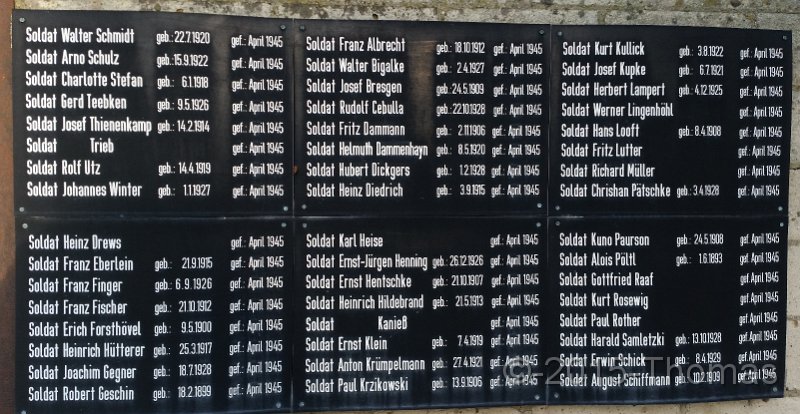 Soldat Walter Schmidt geb.: 22.7.1920 gef.: April 1945
Soldat Arno Schulz geb.: 15.9.1922 gef.: April 1945
Soldat Charlotte Stefan geb.: 6.1.1918 gef.: April 1945
Soldat Gerd Teebken geb.: 9.5.1926 gef.: April 1945
Soldat Josef Thienenkamp geb.: 14.2.1914 gef.: April 1945
Soldat Trieb gef.: April 1945
Soldat Rolf Utz geb.: 14.4.1919 gef.: April 1945
Soldat Johannes Winter geb.: 1.1.1927 gef.: April 1945
Soldat Franz Albrecht geb.: 18.10.1912 gef.: April 1945
Soldat Walter Bigalke geb.: 2.4.1927 gef.: April 1945
Soldat Josef Bresgen geb.: 24.5.1909 gef.: April 1945
Soldat Rudolf Cebulla geb.: 22.10.1928 gef.: April 1945
Soldat Fritz Dammann geb.: 2.11.1906 gef.: April 1945
Soldat Helmuth Dammenhayn geb.: 8.5.1920 gef.: April 1945
Soldat Hubert Dickgers geb.: 1.2.1928 gef.: April 1945
Soldat Heinz Diedrich geb.: 3.9.1915 gef.: April 1945
Soldat Kurt Kullick geb.: 3.8.1922 gef.: April 1945
Soldat Josef Kupke geb.: 6.7.1921 gef.: April 1945
Soldat Herbert Lampert geb.: 4.12.1925 gef.: April 1945
Soldat Werner Lingenhöhl gef.: April 1945
Soldat Hans Looft geb.: 8.4.1908 gef.: April 1945
Soldat Fritz Lutter gef.: April 1945
Soldat Richard Müller gef.: April 1945
Soldat Chrishan Pätschke geb.: 3.4.1928 gef.: April 1945
Soldat Heinz Drews gef.: April 1945
Soldat Franz Eberlein geb.: 21.9.1915 gef.: April 1945
Soldat Franz Finger geb.: 6.9.1926 gef.: April 1945
Soldat Franz Fischer geb.: 21.10.1912 gef.: April 1945
Soldat Erich Forsthövel geb.: 9.5.1900 gef.: April 1945
Soldat Heinrich Hütterer geb.: 25.3.1917 gef.: April 1945
Soldat Joachim Gegner geb.: 18.7.1928 gef.: April 1945
Soldat Robert Geschin geb.: 18.2.1899 gef.: April 1945
Soldat Karl Heise gef.: April 1945
Soldat Ernst-Jürgen Henning geb.: 26.12.1926 gef.: April 1945
Soldat Ernst Hentschke geb.: 21.10.1907 gef.: April 1945
Soldat Heinrich Hildebrand geb.: 21.5.1913 gef.: April 1945
Soldat Kanieß gef.: April 1945
Soldat Ernst Klein geb.: 7.4.1919 gef.: April 1945
Soldat Anton Krümpelmann geb.: 27.4.1921 gef.: April 1945
Soldat Paul Krzikowski geb.: 13.9.1906 gef.: April 1945
Soldat Kuno Paurson geb.: 24.5.1908 gef.: April 1945
Soldat Alois Pöltl geb.: 1.6.1893 gef.: April 1945
Soldat Gottfried Raaf gef. April 1945
Soldat Kurt Rosewig gef. April 1945
Soldat Paul Rother gef. April 1945
Soldat Harald Samletzki geb.: 13.10.1928 gef. April 1945
Soldat Erwin Schick geb.: 8.4.1929 gef. April 1945
Soldat August Schiffmann geb.: 10.2.1939 gef. April 1945
© 2015 Thomas